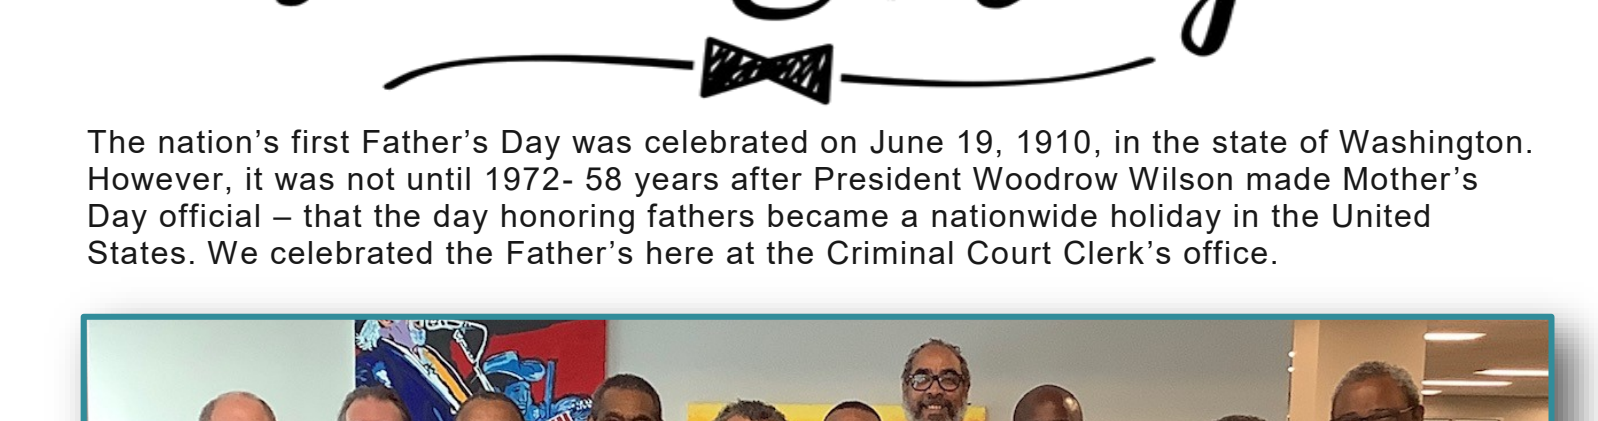 The nation’s first Father’s Day was celebrated on June 19, 1910, in the state of Washington.
However, it was not until 1972- 58 years after President Woodrow Wilson made Mother’s
Day official – that the day honoring fathers became a nationwide holiday in the United
States. We celebrated the Father’s here at the Criminal Court Clerk’s office.